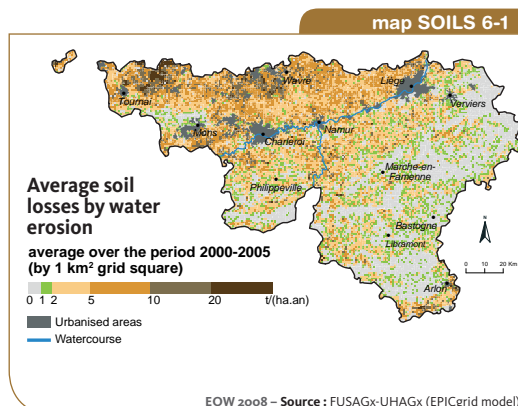 map SOILS 6-1
Wavre
Liège
Tournai
Verviers
Mons
Namur
Charleroi
Marche-en-
Famenne
Philippeville
Average soil
losses by water
erosion
Bastogne
Libramont
N
average over the period 2000-2005
(by 1 km² grid square)
0 10 20 Km
0 1 2 5 10 20 t/(ha.an)
Arlon
Urbanised areas
Watercourse
EOW 2008 – Source : FUSAGx-UHAGx (EPICgrid model)